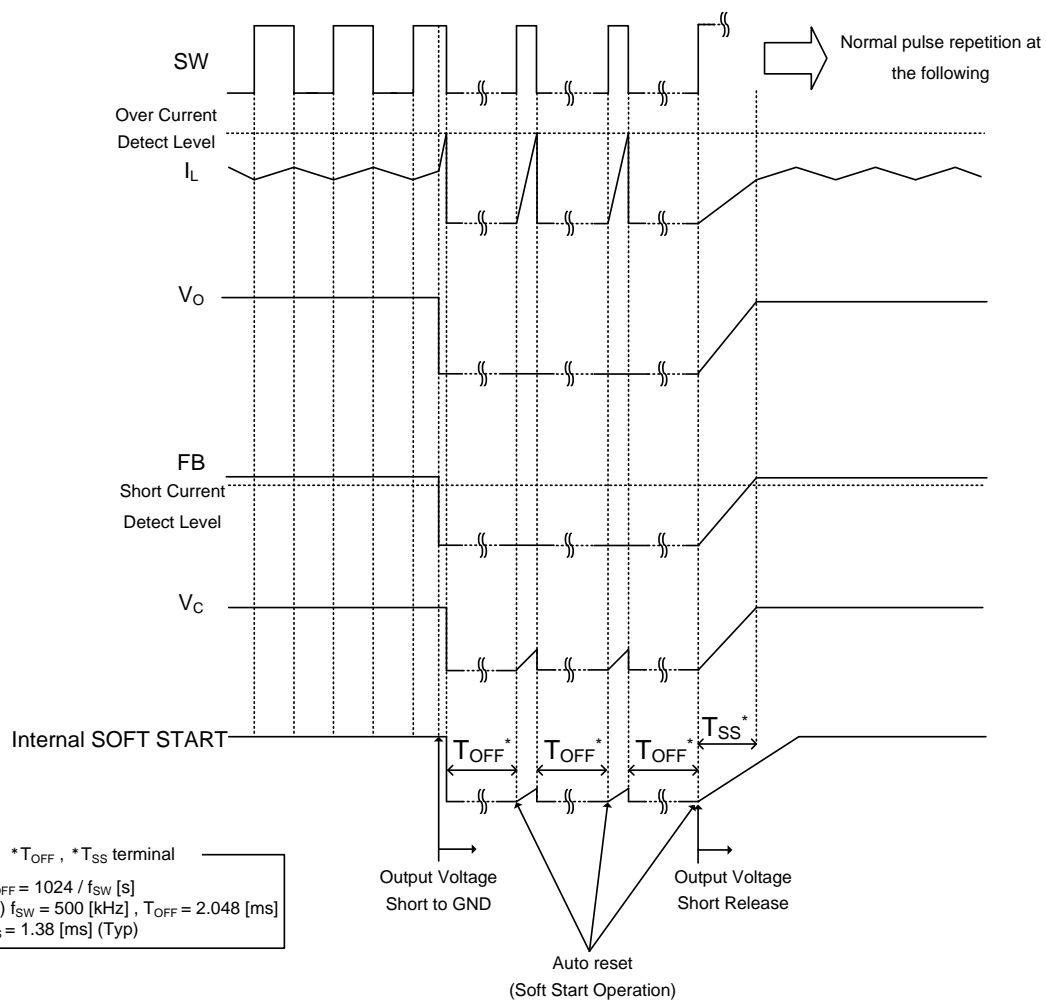 SW
Normal pulse repetition at
the following
Over Current
Detect Level
IL
VO
FB
Short Current
Detect Level
VC
Internal SOFT START
TOFF*
TOFF*
TOFF*
TSS*
*TOFF , *TSS terminal
OFF = 1024 / fSW [s]
) fSW = 500 [kHz] , TOFF = 2.048 [ms]
S = 1.38 [ms] (Typ)
Output Voltage
Short to GND
Output Voltage
Short Release
Auto reset
(Soft Start Operation)